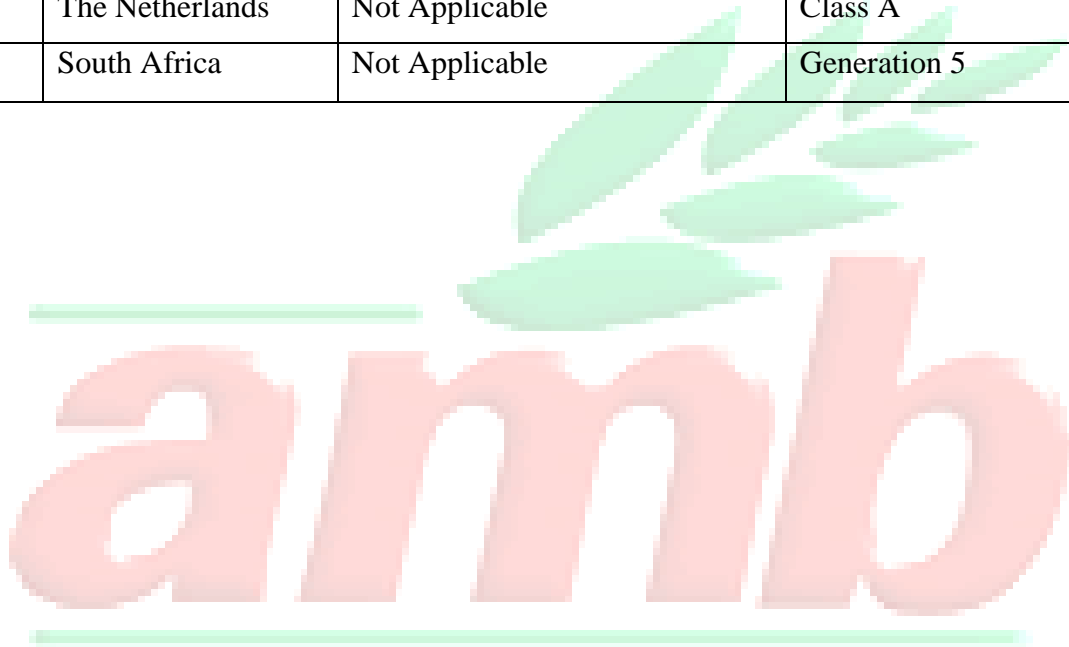 The Netherlands Not Applicable Class A
South Africa Not Applicable Generation 5
amb